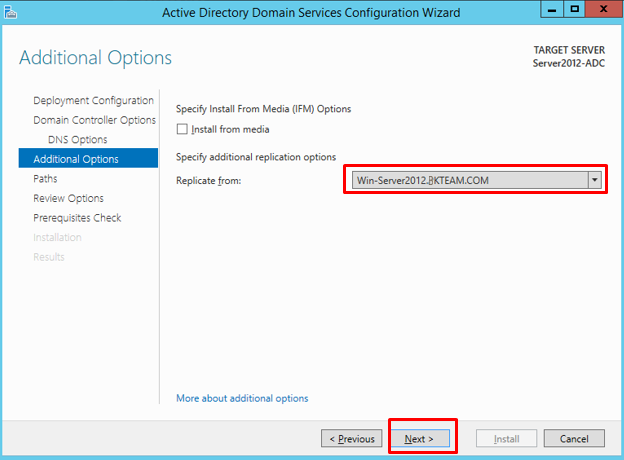 Active Directory Domain Services Configuration Wizard
Additional Options
TARGET SERVER
Server2012-ADC
Deployment Configuration
Domain Controller Options
DNS Options
Additional Options
Paths
Review Options
Prerequisites Check
Installation
Results
Specify Install From Media (IFM) Options
Install from media
Specify additional replication options
Replicate from:
Win-Server2012.BKTEAM.COM
More about additional options
< Previous
Next >
Install
Cancel